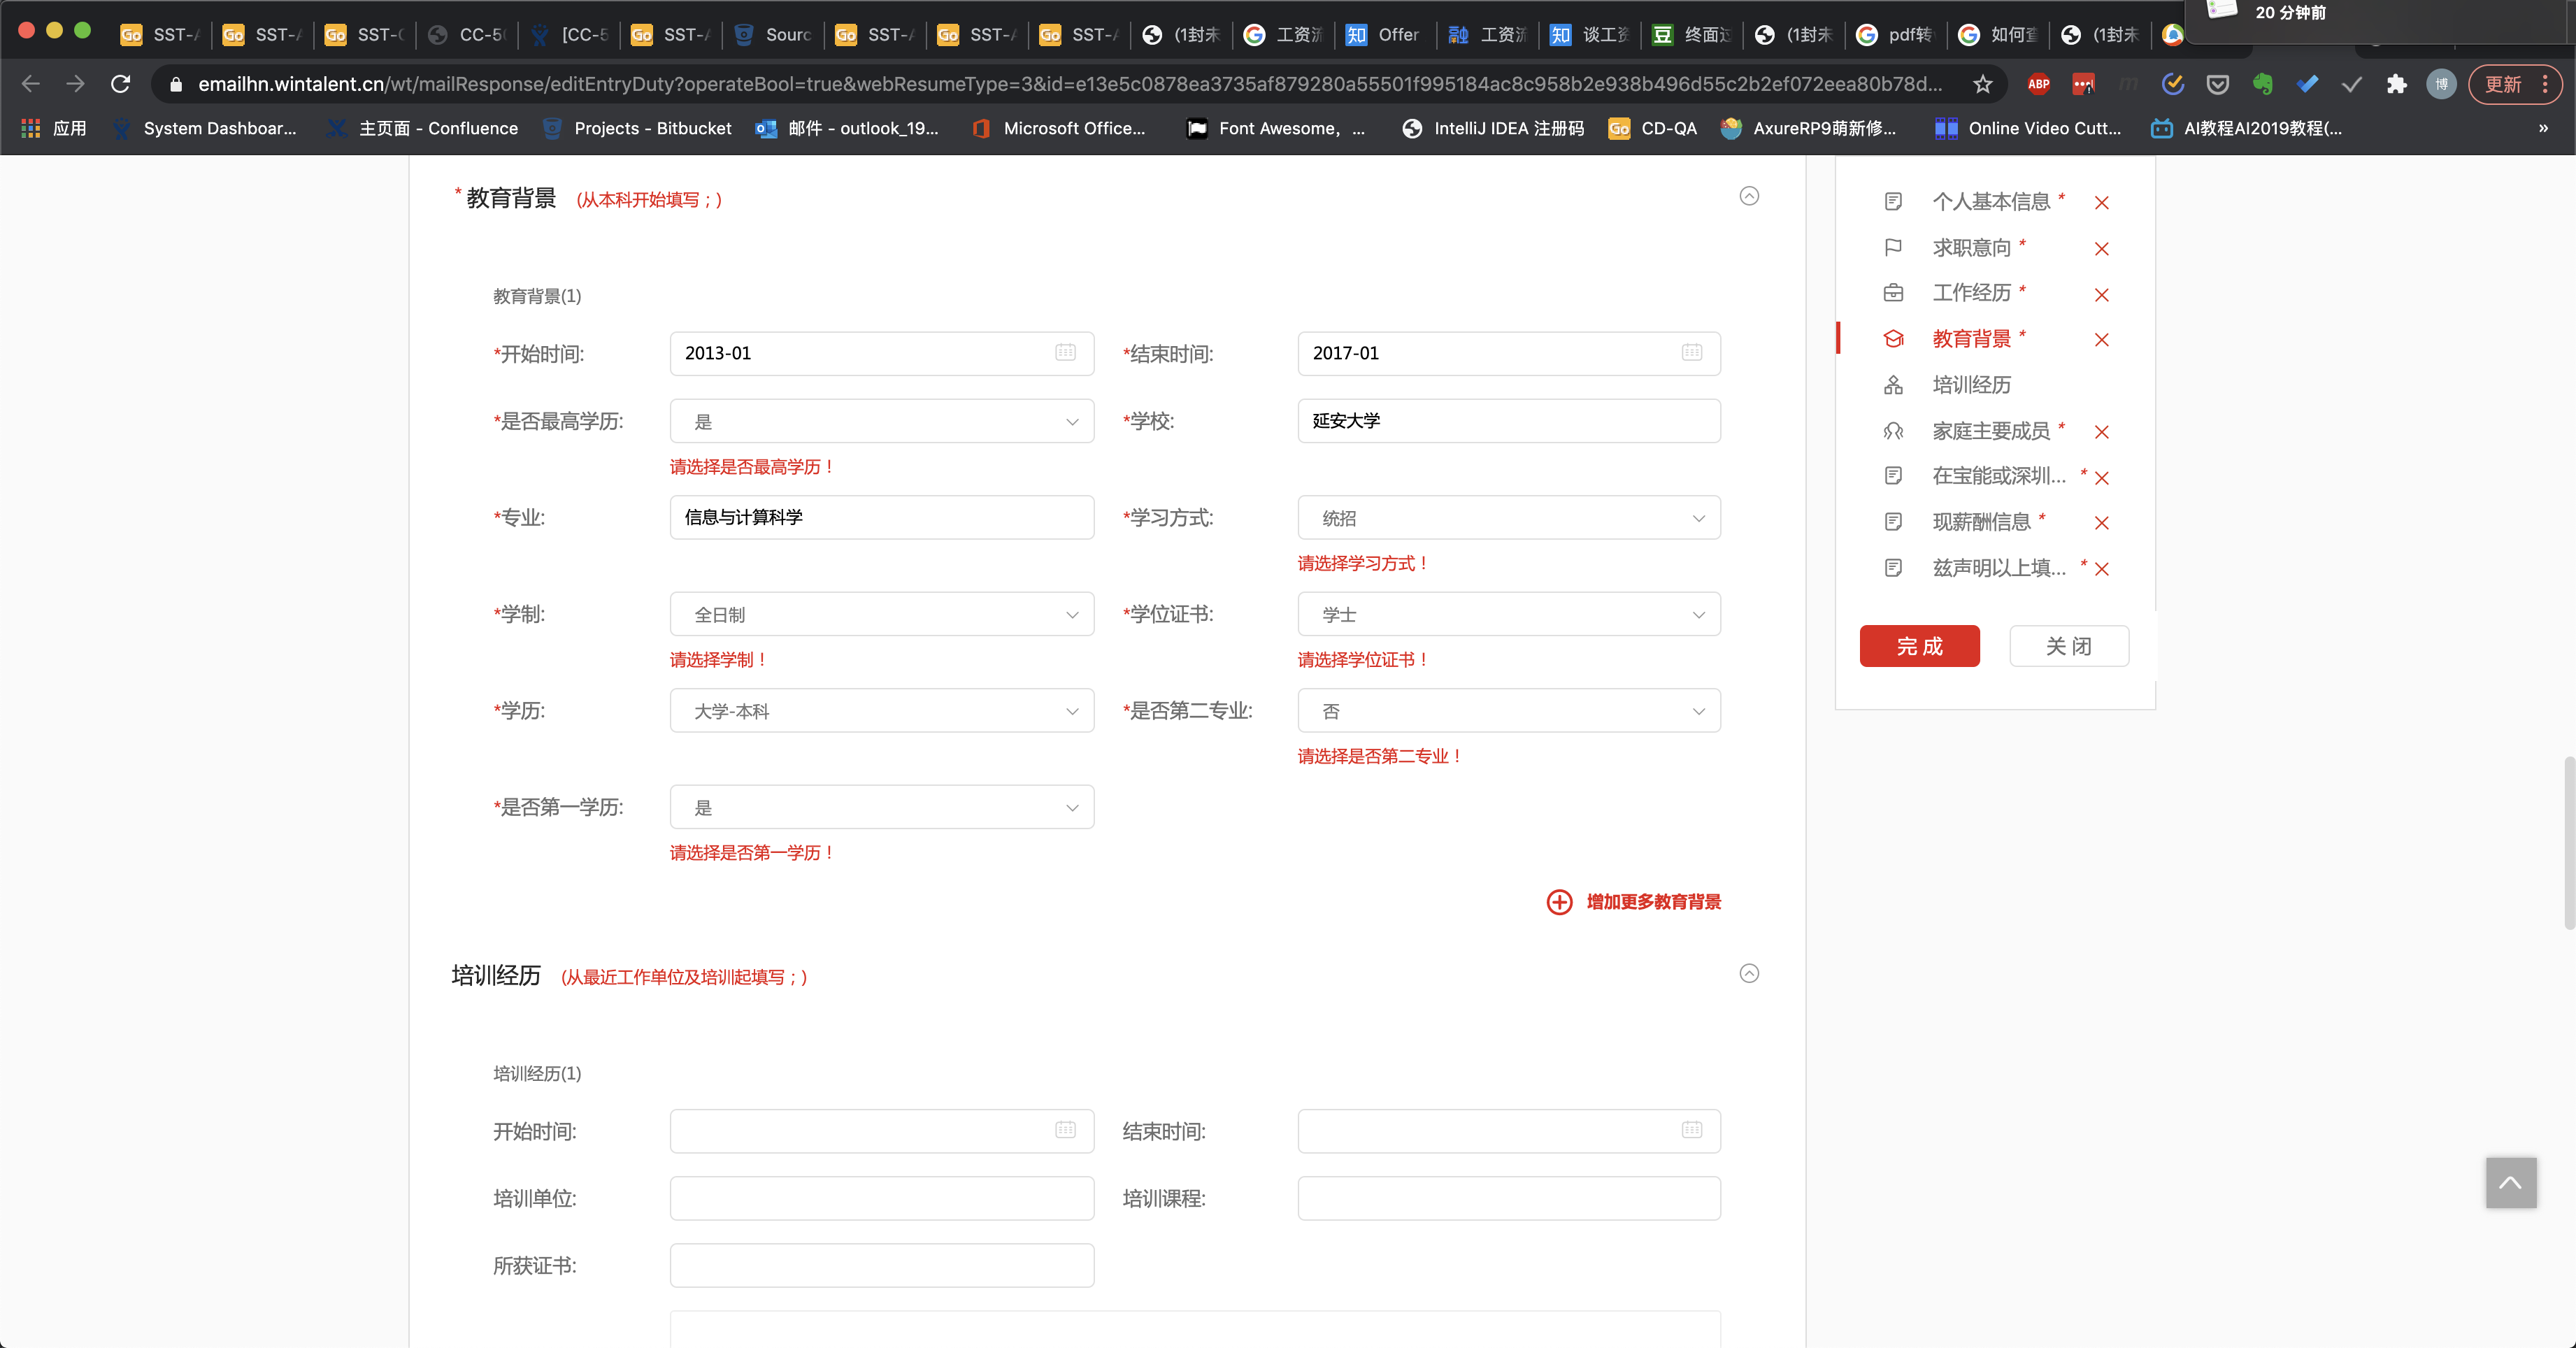 20 分钟前
SST-
SST-
SST-
CC-5
[CC-5
SST-
Sourc
SST-
SST-
SST-
(1封未
工资流
Offer
工资流
谈工资
终面过
(1封未
pdf转
如何查
(1封未
emailhn.wintalent.cn/wt/mailResponse/editEntryDuty?operateBool=true&webResumeType=3&id=e13e5c0878ea3735af879280a55501f995184ac8c958b2e938b496d55c2b2ef072eea80b78d...
ABP
博
更新
应用
System Dashboar...
主页面 - Confluence
Projects - Bitbucket
邮件 - outlook_19...
Microsoft Office...
Font Awesome, ...
IntelliJ IDEA 注册码
CD-QA
AxureRP9萌新修...
Online Video Cutt...
AI教程AI2019教程(...
»
*教育背景 (从本科开始填写；)
教育背景(1)
*开始时间: 2013-01 *结束时间: 2017-01
*是否最高学历: 是 *学校: 延安大学
请选择是否最高学历！
*专业: 信息与计算科学 *学习方式: 统招
请选择学习方式！
*学制: 全日制 *学位证书: 学士
请选择学制！ 请选择学位证书！
*学历: 大学-本科 *是否第二专业: 否
请选择是否第二专业！
*是否第一学历: 是
请选择是否第一学历！
增加更多教育背景
培训经历 (从最近工作单位及培训起填写；)
培训经历(1)
开始时间: 结束时间:
培训单位: 培训课程:
所获证书:
个人基本信息 *
求职意向 *
工作经历 *
教育背景 *
培训经历
家庭主要成员 *
在宝能或深圳... *
现薪酬信息 *
兹声明以上填... *
完 成 关 闭